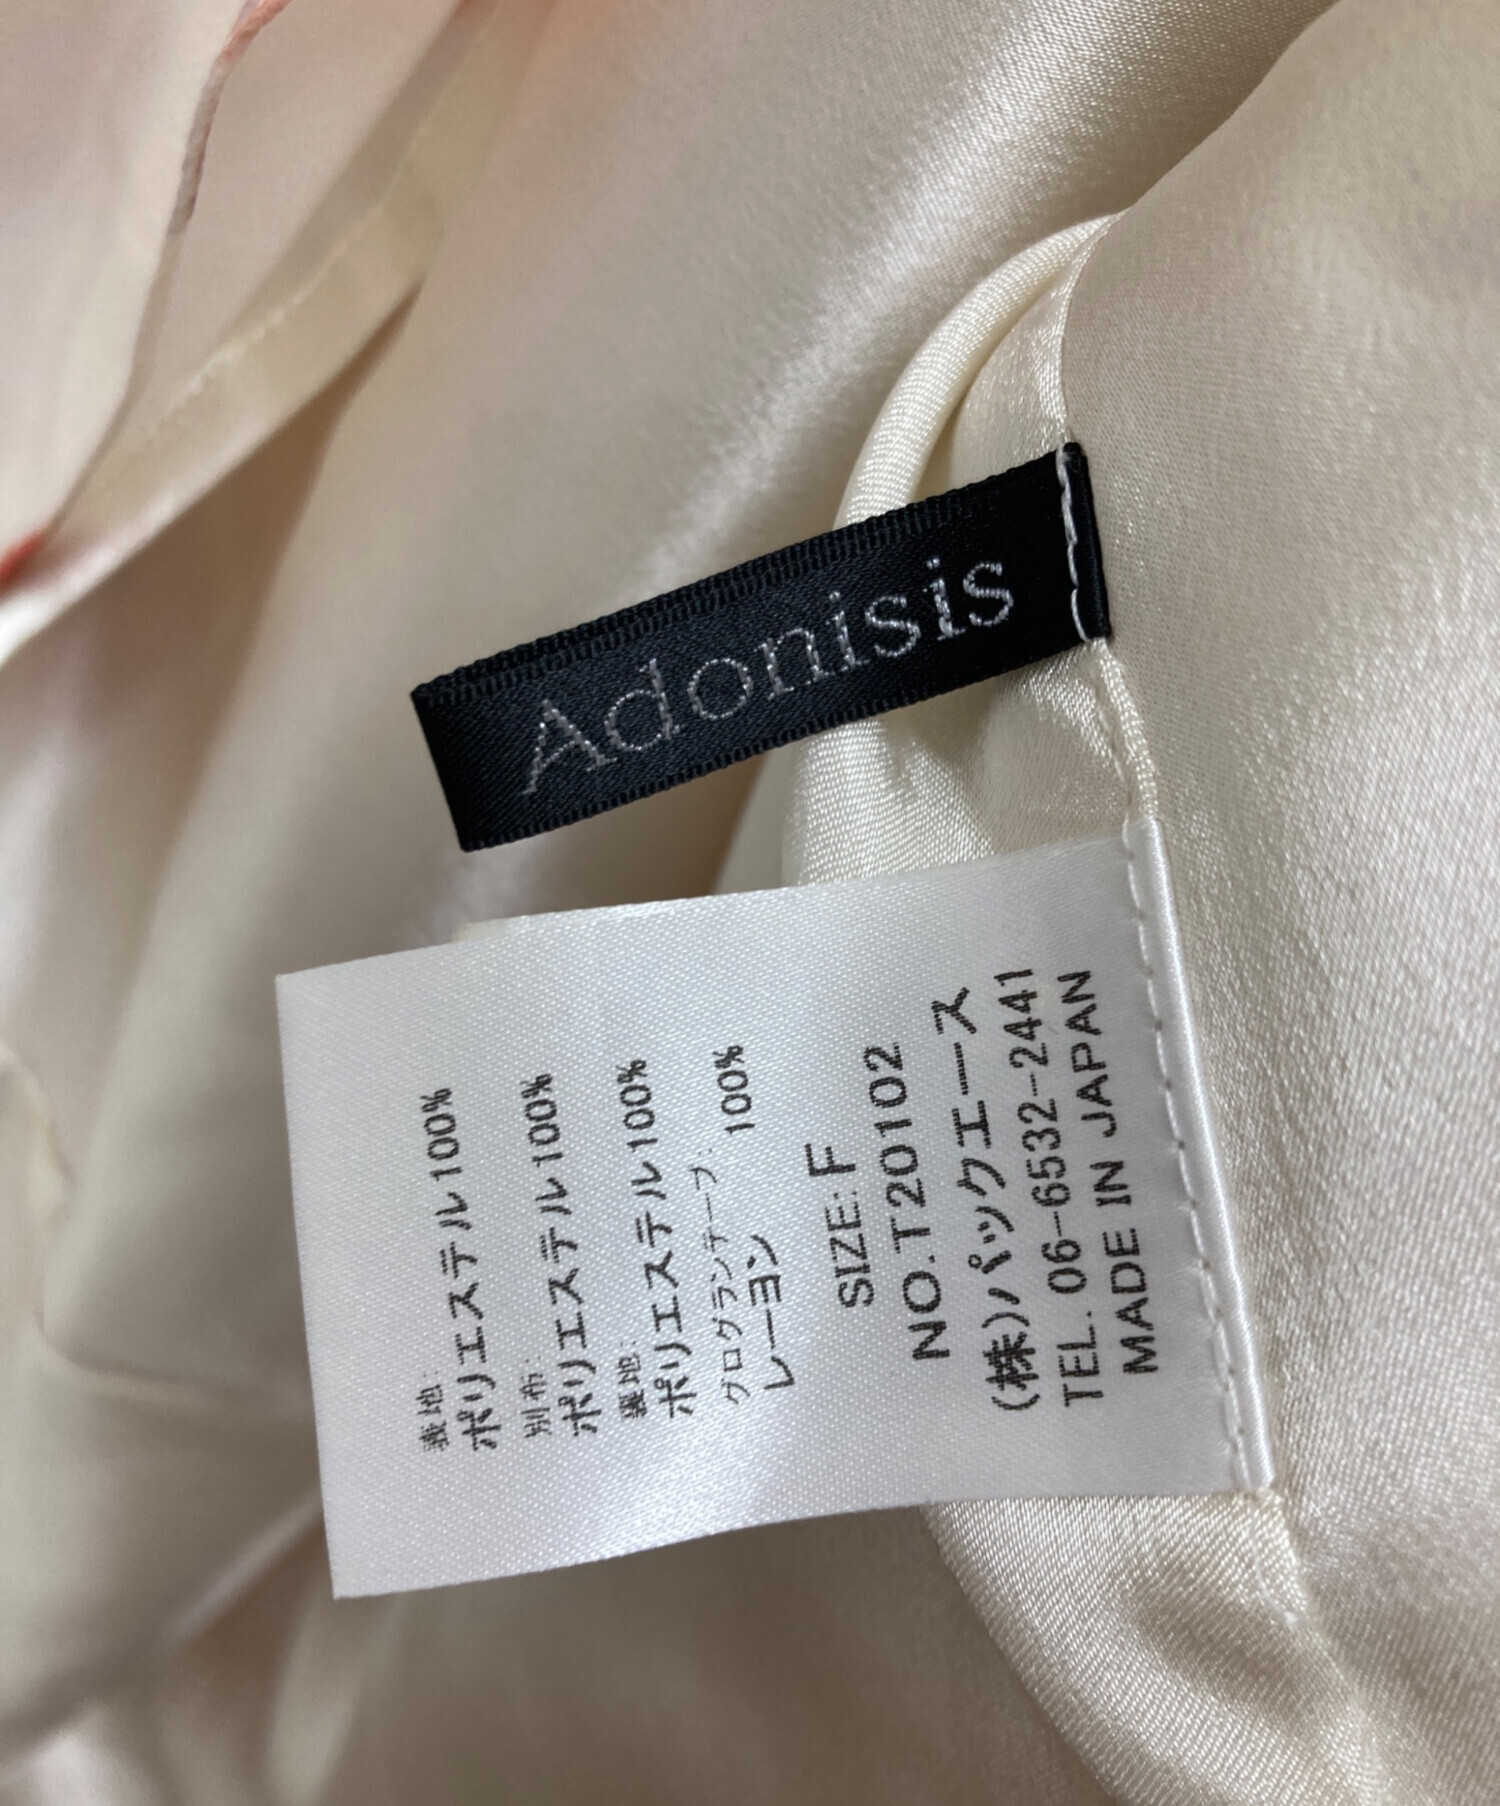 Adonisis
表地:
ポリエステル100%
別布:
ポリエステル100%
裏地:
ポリエステル100%
グログランテープ:
レーヨン 100%
SIZE:F
NO.T20102
(株)パックエース
TEL. 06-6532-2441
MADE IN JAPAN